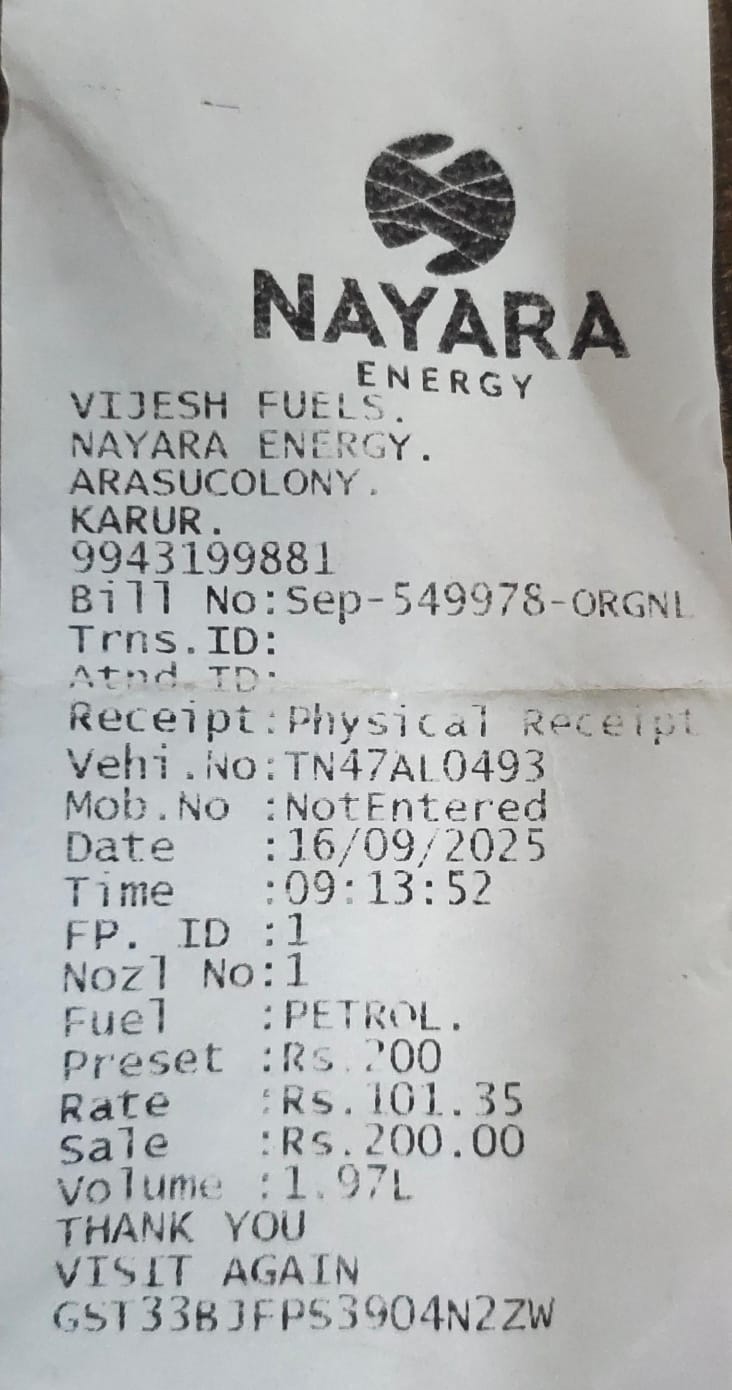 NAYARA
ENERGY
VIJESH FUELS.
NAYARA ENERGY.
ARASUCOLONY.
KARUR.
9943199881
Bill No:Sep-549978-ORGNL
Trns.ID:
Atnd.ID:
Receipt:Physical Receipt
Vehi.No:TN47AL0493
Mob.No :NotEntered
Date :16/09/2025
Time :09:13:52
FP. ID :1
Nozl No:1
Fuel :PETROL.
Preset :Rs.200
Rate :Rs.101.35
Sale :Rs.200.00
Volume :1.97L
THANK YOU
VISIT AGAIN
GST33BJFPS3904N2ZW